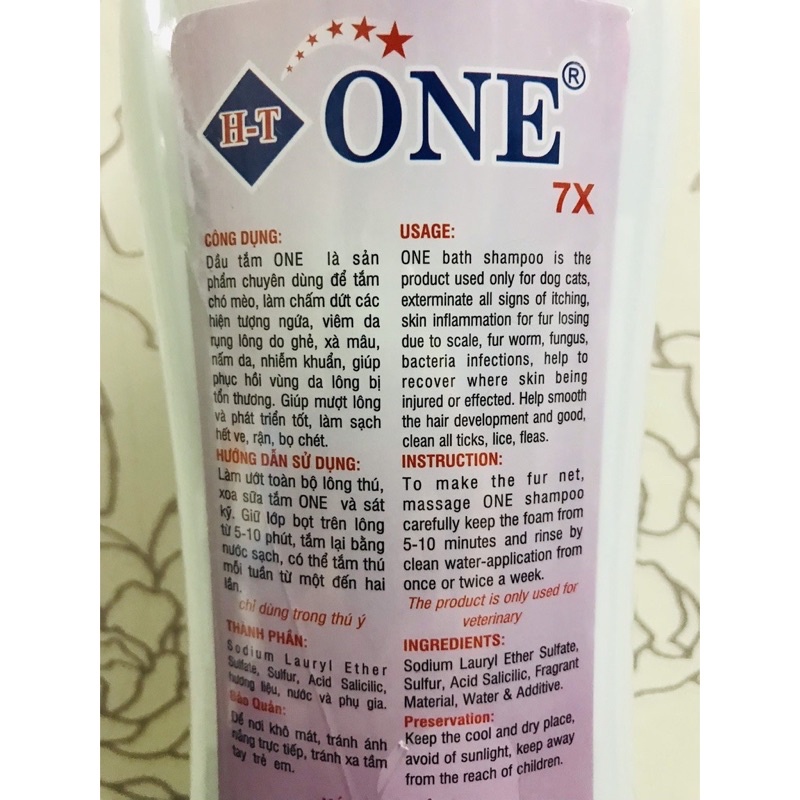 H-T ONE®
7X
CÔNG DỤNG:
Dầu tắm ONE là sản
phẩm chuyên dùng để tắm
chó mèo, làm chấm dứt các
hiện tượng ngứa, viêm da
rụng lông do ghẻ, xà mâu,
nấm da, nhiễm khuẩn, giúp
phục hồi vùng da lông bị
tổn thương. Giúp mượt lông
và phát triển tốt, làm sạch
hết ve, rận, bọ chét.
HƯỚNG DẪN SỬ DỤNG:
Làm ướt toàn bộ lông thú,
xoa sữa tắm ONE và sát
kỹ. Giữ lớp bọt trên lông
từ 5-10 phút, tắm lại bằng
nước sạch, có thể tắm thú
mỗi tuần từ một đến hai
lần.
chỉ dùng trong thú ý
THÀNH PHẦN:
Sodium Lauryl Ether
Sulfate, Sulfur, Acid Salicilic,
hương liệu, nước và phụ gia.
Bảo Quản:
Để nơi khô mát, tránh ánh
nắng trực tiếp, tránh xa tầm
tay trẻ em.
USAGE:
ONE bath shampoo is the
product used only for dog cats,
exterminate all signs of itching,
skin inflammation for fur losing
due to scale, fur worm, fungus,
bacteria infections, help to
recover where skin being
injured or effected. Help smooth
the hair development and good,
clean all ticks, lice, fleas.
INSTRUCTION:
To make the fur net,
massage ONE shampoo
carefully keep the foam from
5-10 minutes and rinse by
clean water-application from
once or twice a week.
The product is only used for
veterinary
INGREDIENTS:
Sodium Lauryl Ether Sulfate,
Sulfur, Acid Salicilic, Fragrant
Material, Water & Additive.
Preservation:
Keep the cool and dry place,
avoid of sunlight, keep away
from the reach of children.